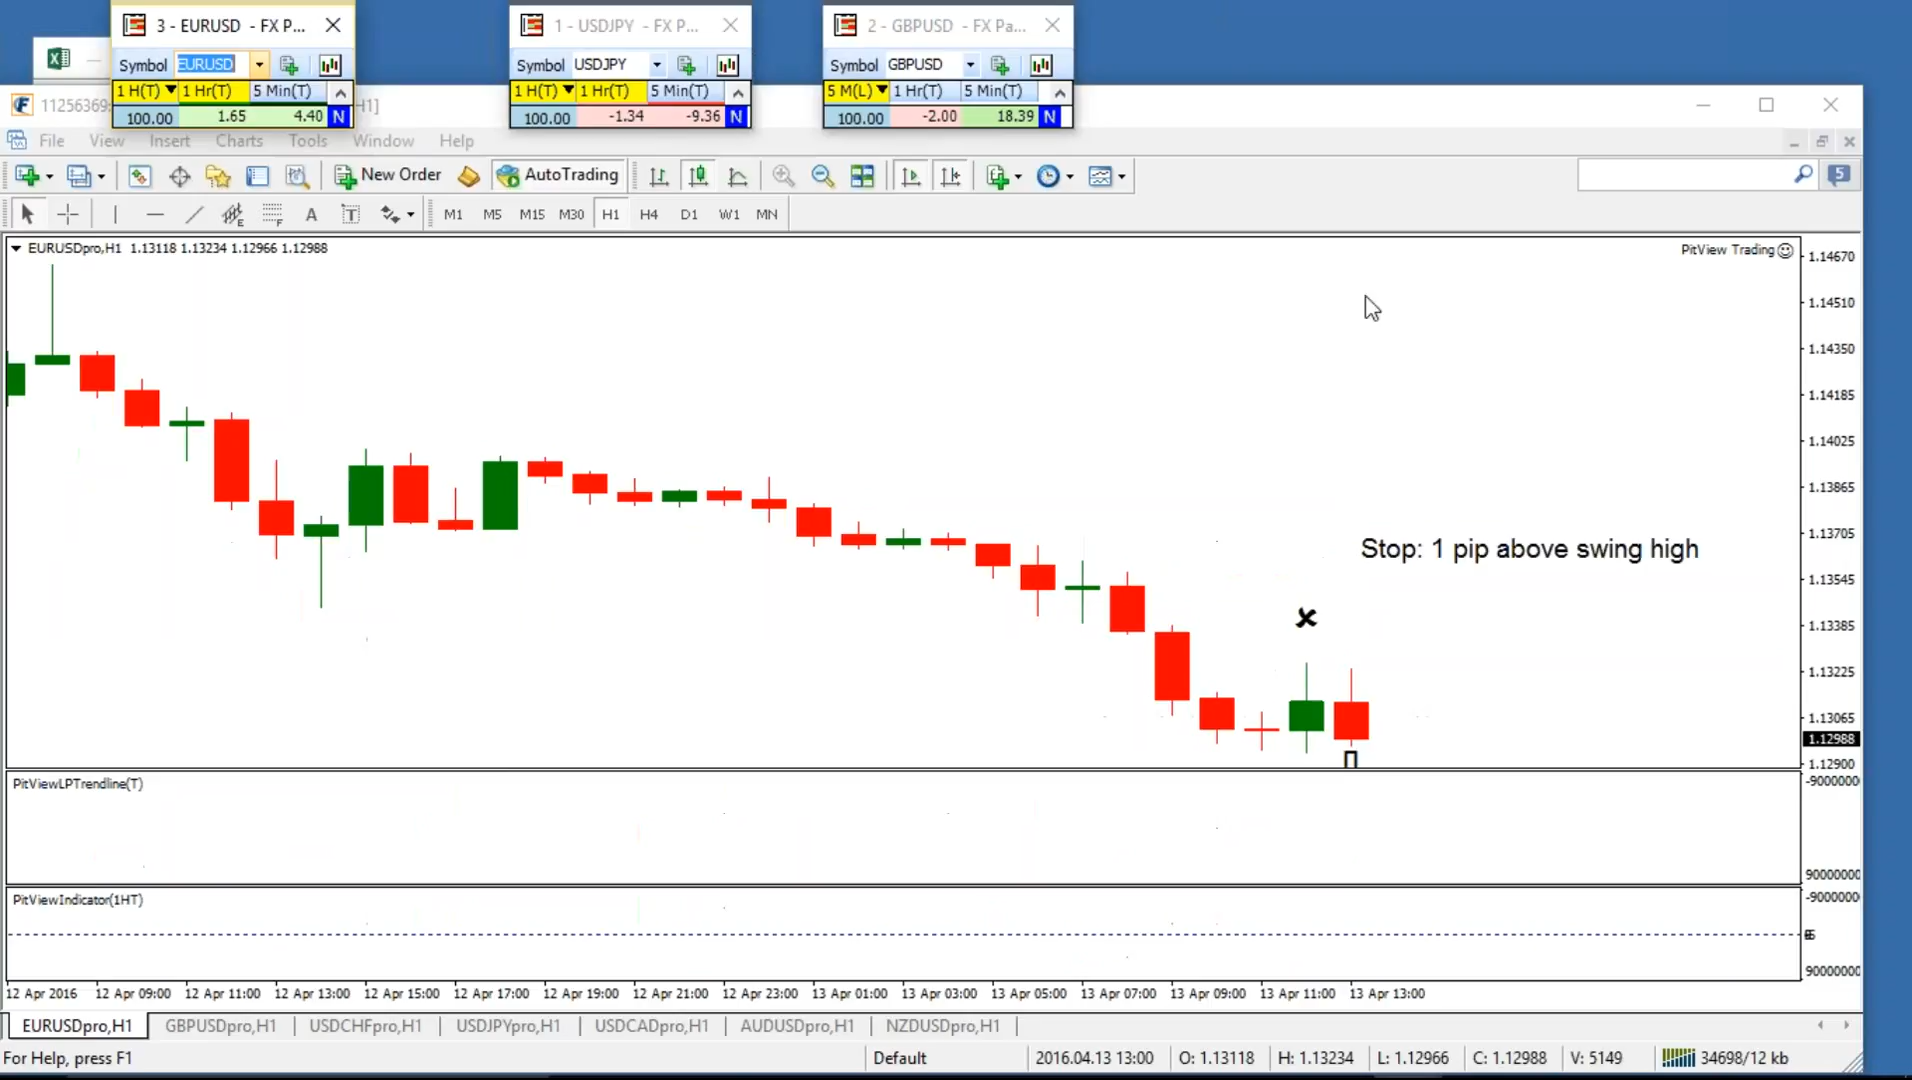 3 - EURUSD - FX P...
1 - USDJPY - FX P...
2 - GBPUSD - FX Pa...
Symbol EURUSD
Symbol USDJPY
Symbol GBPUSD
1 H(T) 1 Hr(T) 5 Min(T)
1 H(T) 1 Hr(T) 5 Min(T)
5 M(L) 1 Hr(T) 5 Min(T)
100.00 1.65 4.40 N
100.00 -1.34 -9.36 N
100.00 -2.00 18.39 N
11256369: H1]
File View Insert Charts Tools Window Help
New Order AutoTrading 5
M1 M5 M15 M30 H1 H4 D1 W1 MN
EURUSDpro,H1 1.13118 1.13234 1.12966 1.12988
PitView Trading
1.14670
1.14510
1.14350
1.14185
1.14025
1.13865
1.13705
Stop: 1 pip above swing high
1.13545
1.13385
1.13225
1.13065
1.12988
1.12900
PitViewLPTrendline(T)
-90000000
90000000
PitViewIndicator(1HT)
-90000000
90000000
12 Apr 2016 12 Apr 09:00 12 Apr 11:00 12 Apr 13:00 12 Apr 15:00 12 Apr 17:00 12 Apr 19:00 12 Apr 21:00 12 Apr 23:00 13 Apr 01:00 13 Apr 03:00 13 Apr 05:00 13 Apr 07:00 13 Apr 09:00 13 Apr 11:00 13 Apr 13:00
EURUSDpro,H1 GBPUSDpro,H1 USDCHFpro,H1 USDJPYpro,H1 USDCADpro,H1 AUDUSDpro,H1 NZDUSDpro,H1
For Help, press F1 Default 2016.04.13 13:00 O: 1.13118 H: 1.13234 L: 1.12966 C: 1.12988 V: 5149 34698/12 kb